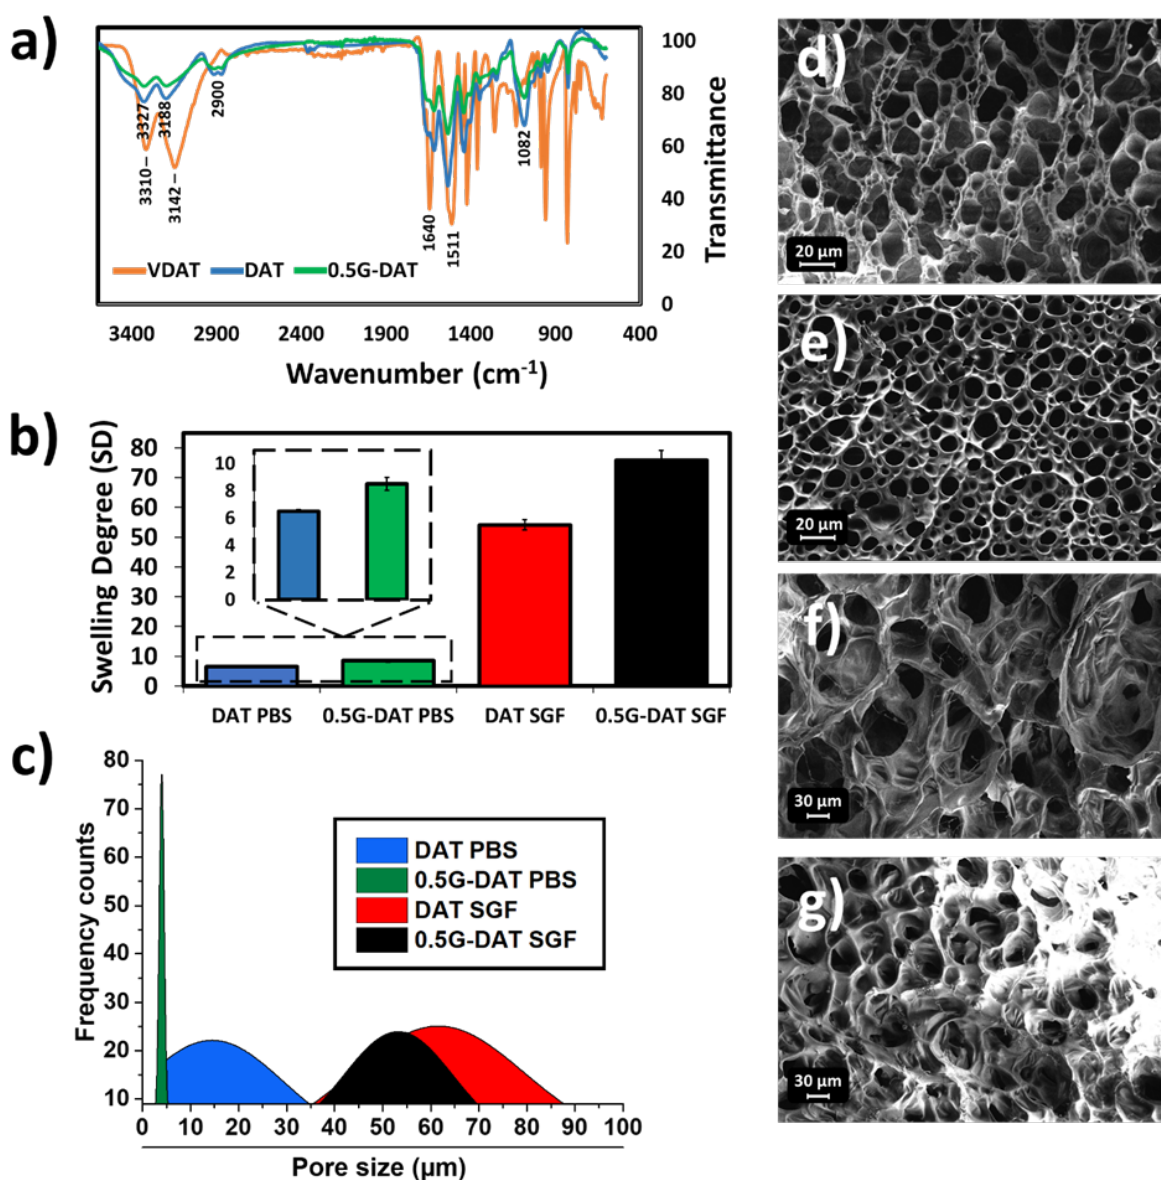 a)
3327
3188
2900
3310
3142
1640
1511
1082
100
80
60
40
20
0
Transmittance
VDAT DAT 0.5G-DAT
3400 2900 1900 1400 900 400
Wavenumber (cm-1)
b)
Swelling Degree (SD)
80
70
60
50
40
30
20
10
0
10
8
6
4
2
0
DAT PBS 0.5G-DAT PBS DAT SGF 0.5G-DAT SGF
c)
Frequency counts
80
70
60
50
40
30
20
10
DAT PBS
0.5G-DAT PBS
DAT SGF
0.5G-DAT SGF
0 10 20 30 40 50 60 70 80 90 100
Pore size (µm)
d)
20 µm
e)
20 µm
f)
30 µm
g)
30 µm